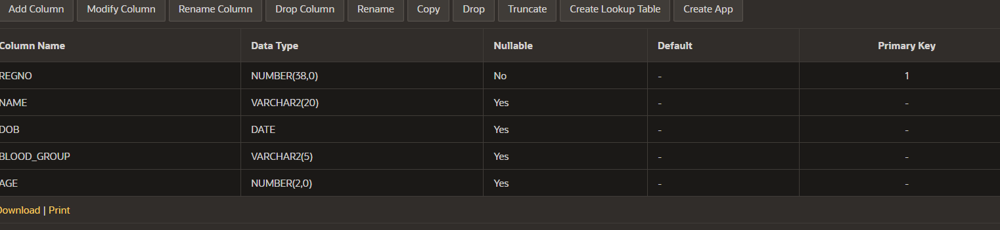 Add Column Modify Column Rename Column Drop Column Rename Copy Drop Truncate Create Lookup Table Create App
Column Name Data Type Nullable Default Primary Key
REGNO NUMBER(38,0) No - 1
NAME VARCHAR2(20) Yes - -
DOB DATE Yes - -
BLOOD_GROUP VARCHAR2(5) Yes - -
AGE NUMBER(2,0) Yes - -
Download | Print